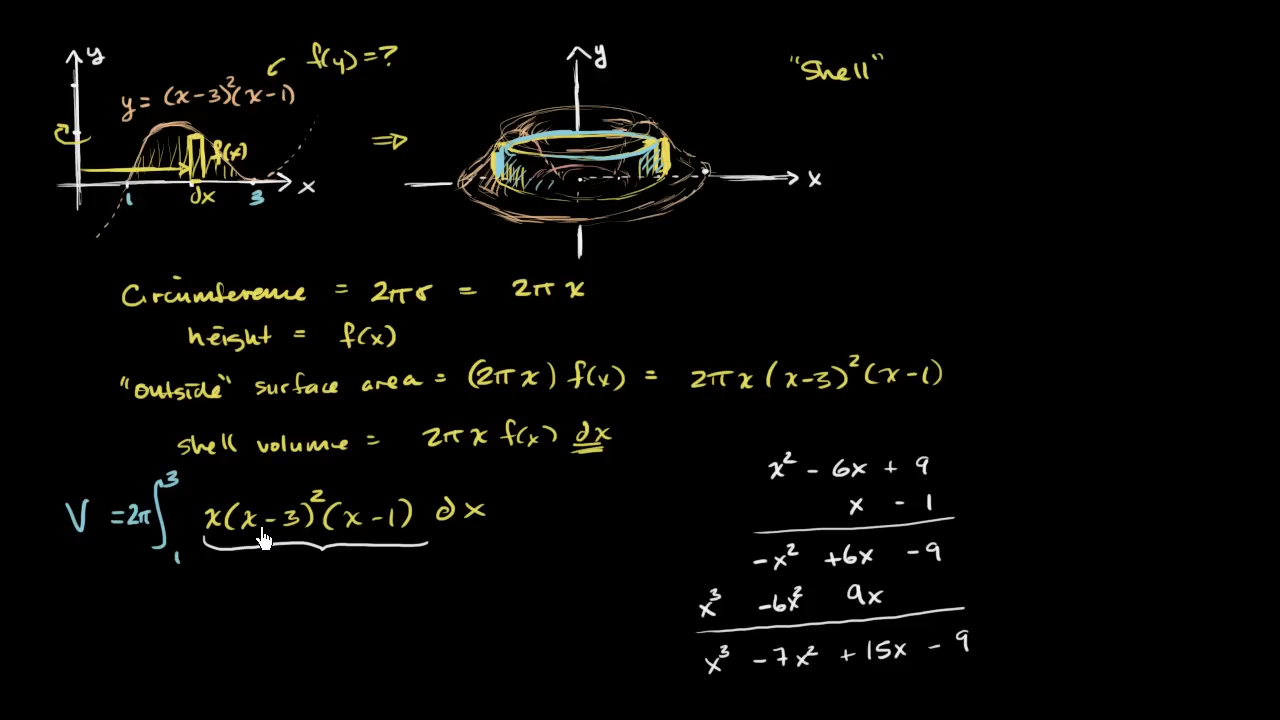 y
f(y) = ?
y = (x-3)²(x-1)
f(x)
x
1
dx
3
⇒
y
x
"Shell"
Circumference = 2πr = 2πx
height = f(x)
"outside" surface area = (2πx) f(x) = 2πx(x-3)²(x-1)
shell volume = 2πx f(x) dx
V = 2π∫₁³ x(x-3)²(x-1) dx
x² - 6x + 9
x - 1
-x² +6x -9
x³ -6x² 9x
x³ -7x² +15x -9